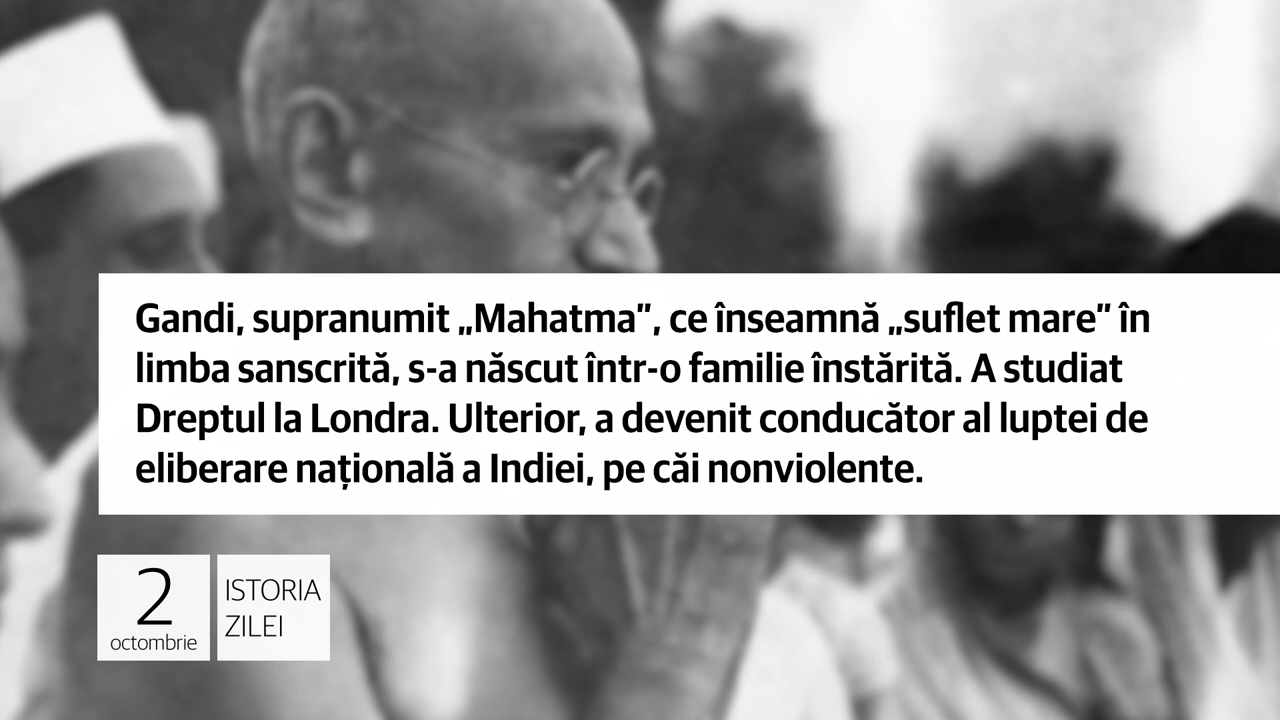 Gandi, supranumit „Mahatma”, ce înseamnă „suflet mare” în
limba sanscrită, s-a născut într-o familie înstărită. A studiat
Dreptul la Londra. Ulterior, a devenit conducător al luptei de
eliberare națională a Indiei, pe căi nonviolente.
2
octombrie
ISTORIA
ZILEI